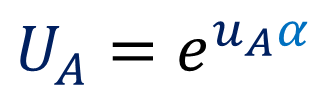 U_A = e^{u_A α}